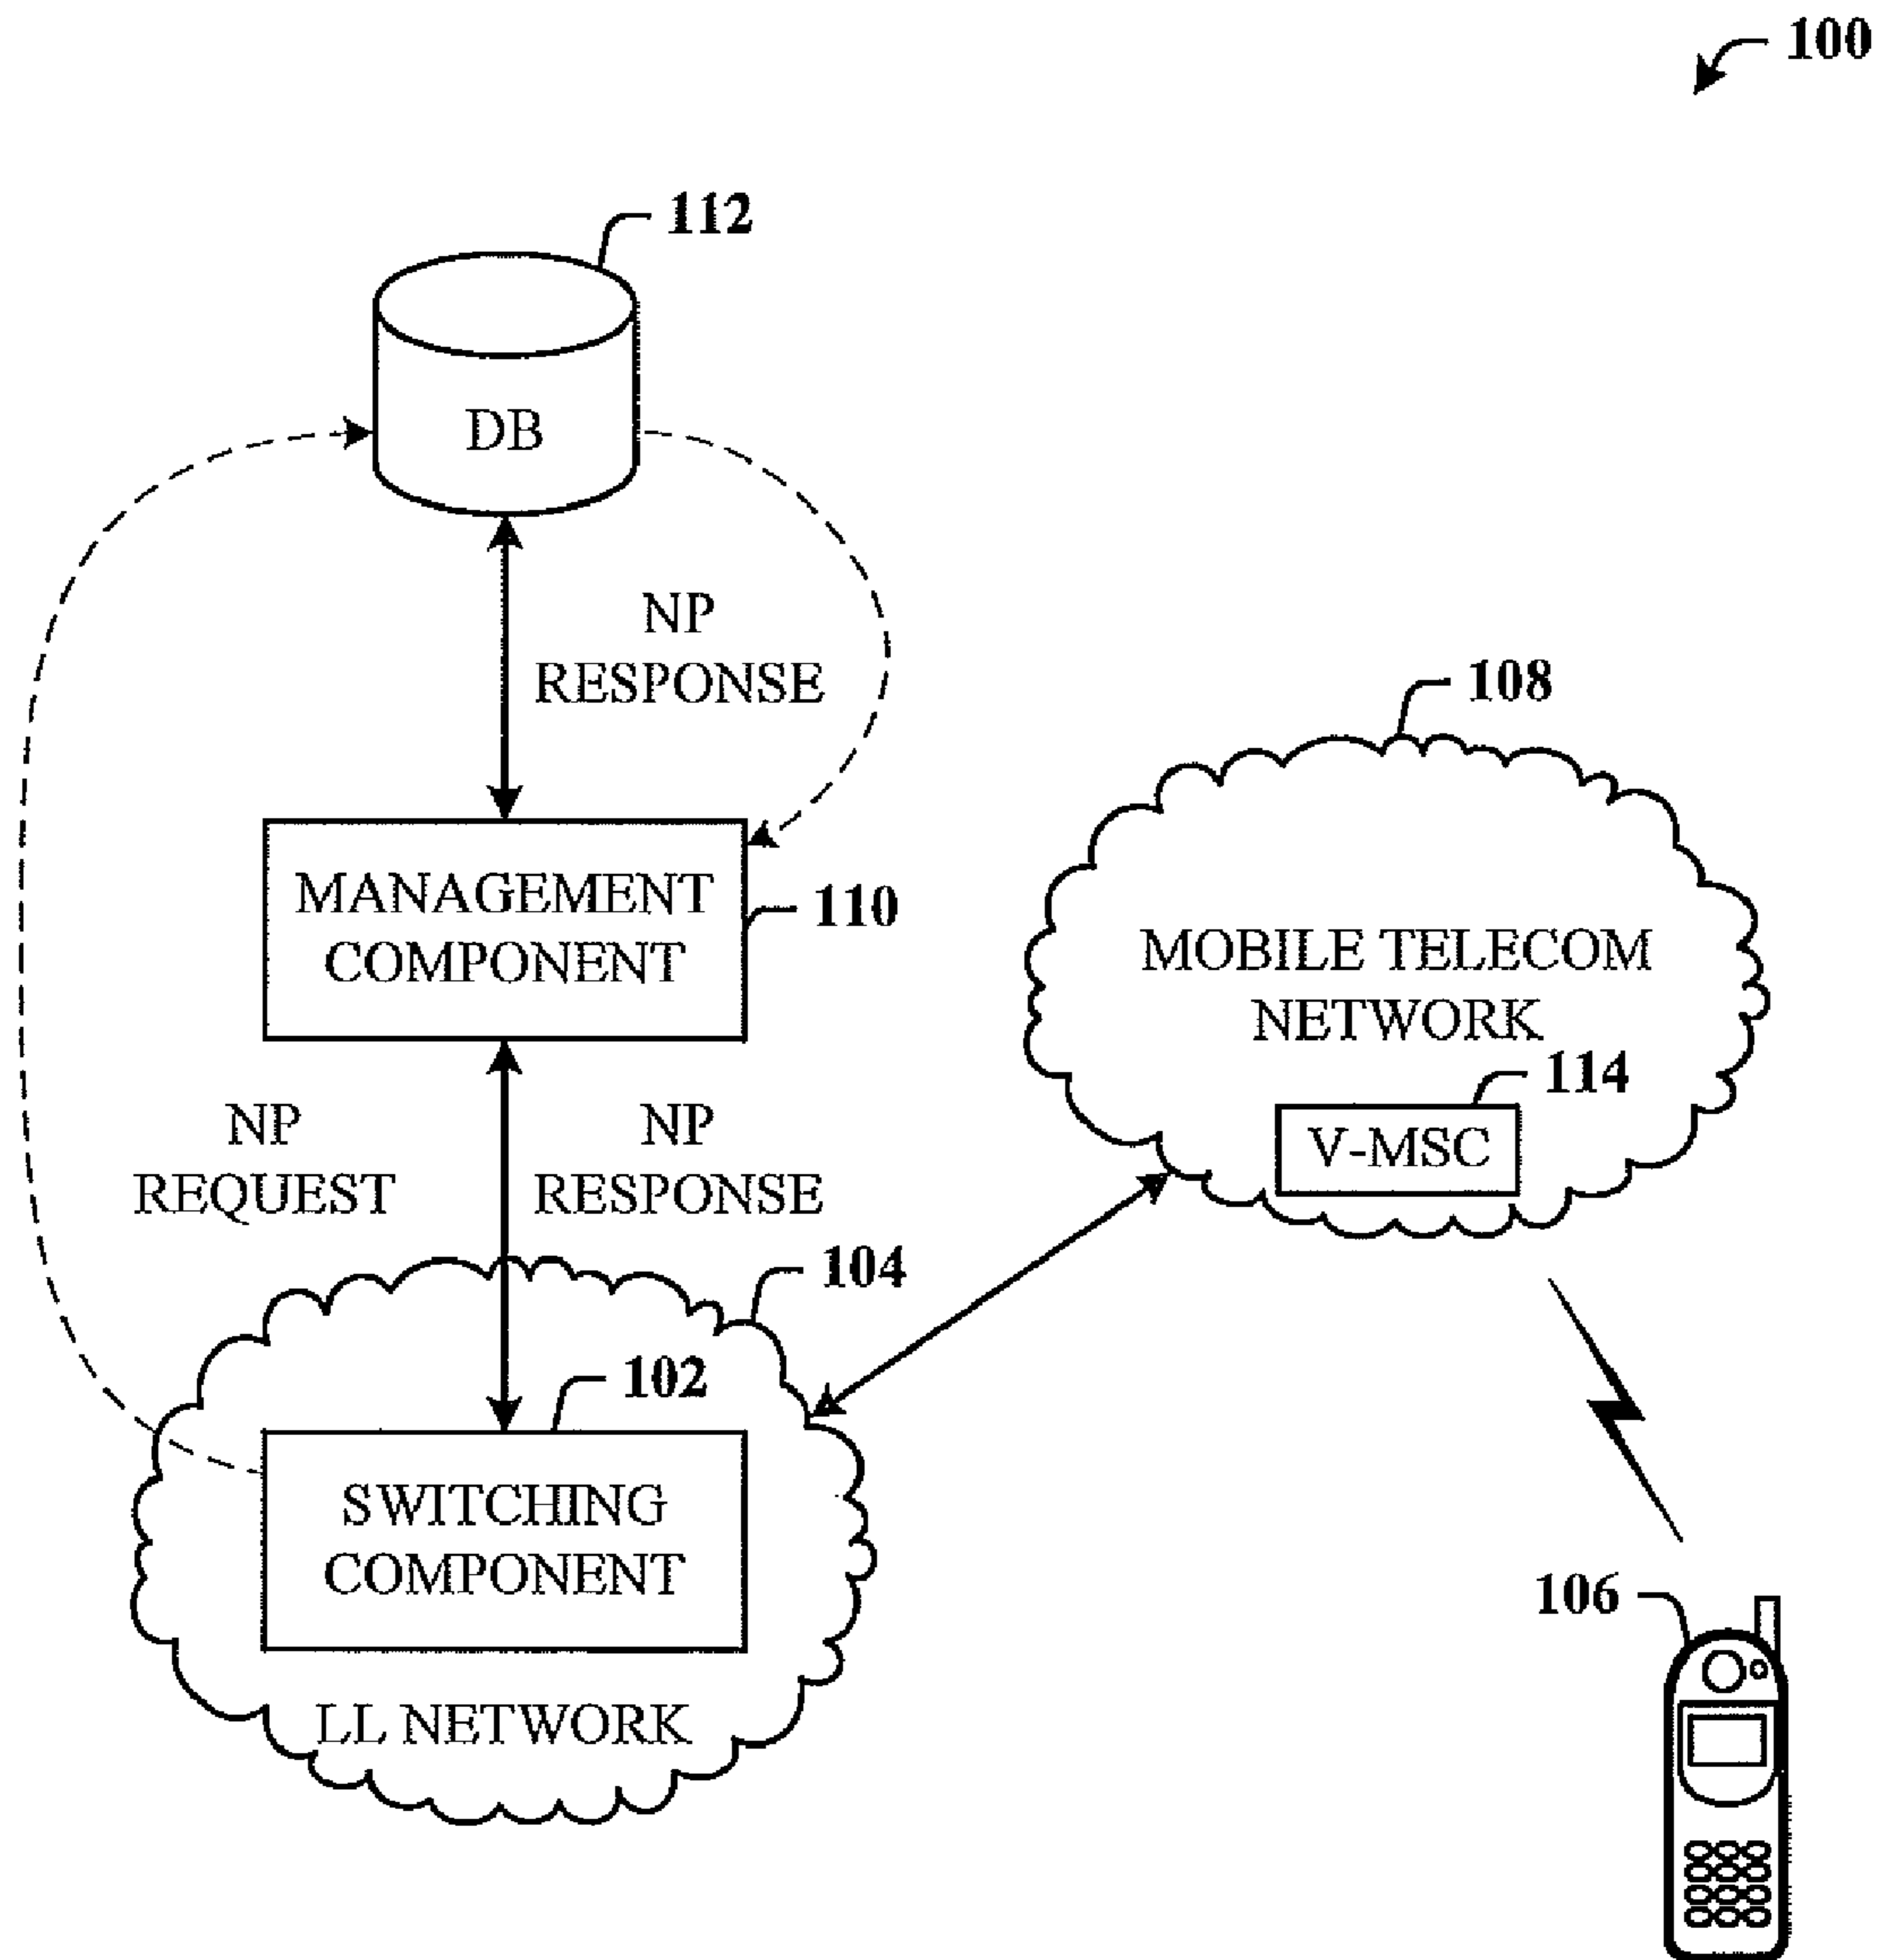 100
112
DB
NP
RESPONSE
108
MANAGEMENT
COMPONENT
110
MOBILE TELECOM
NETWORK
114
V-MSC
NP
REQUEST
NP
RESPONSE
104
102
SWITCHING
COMPONENT
106
LL NETWORK